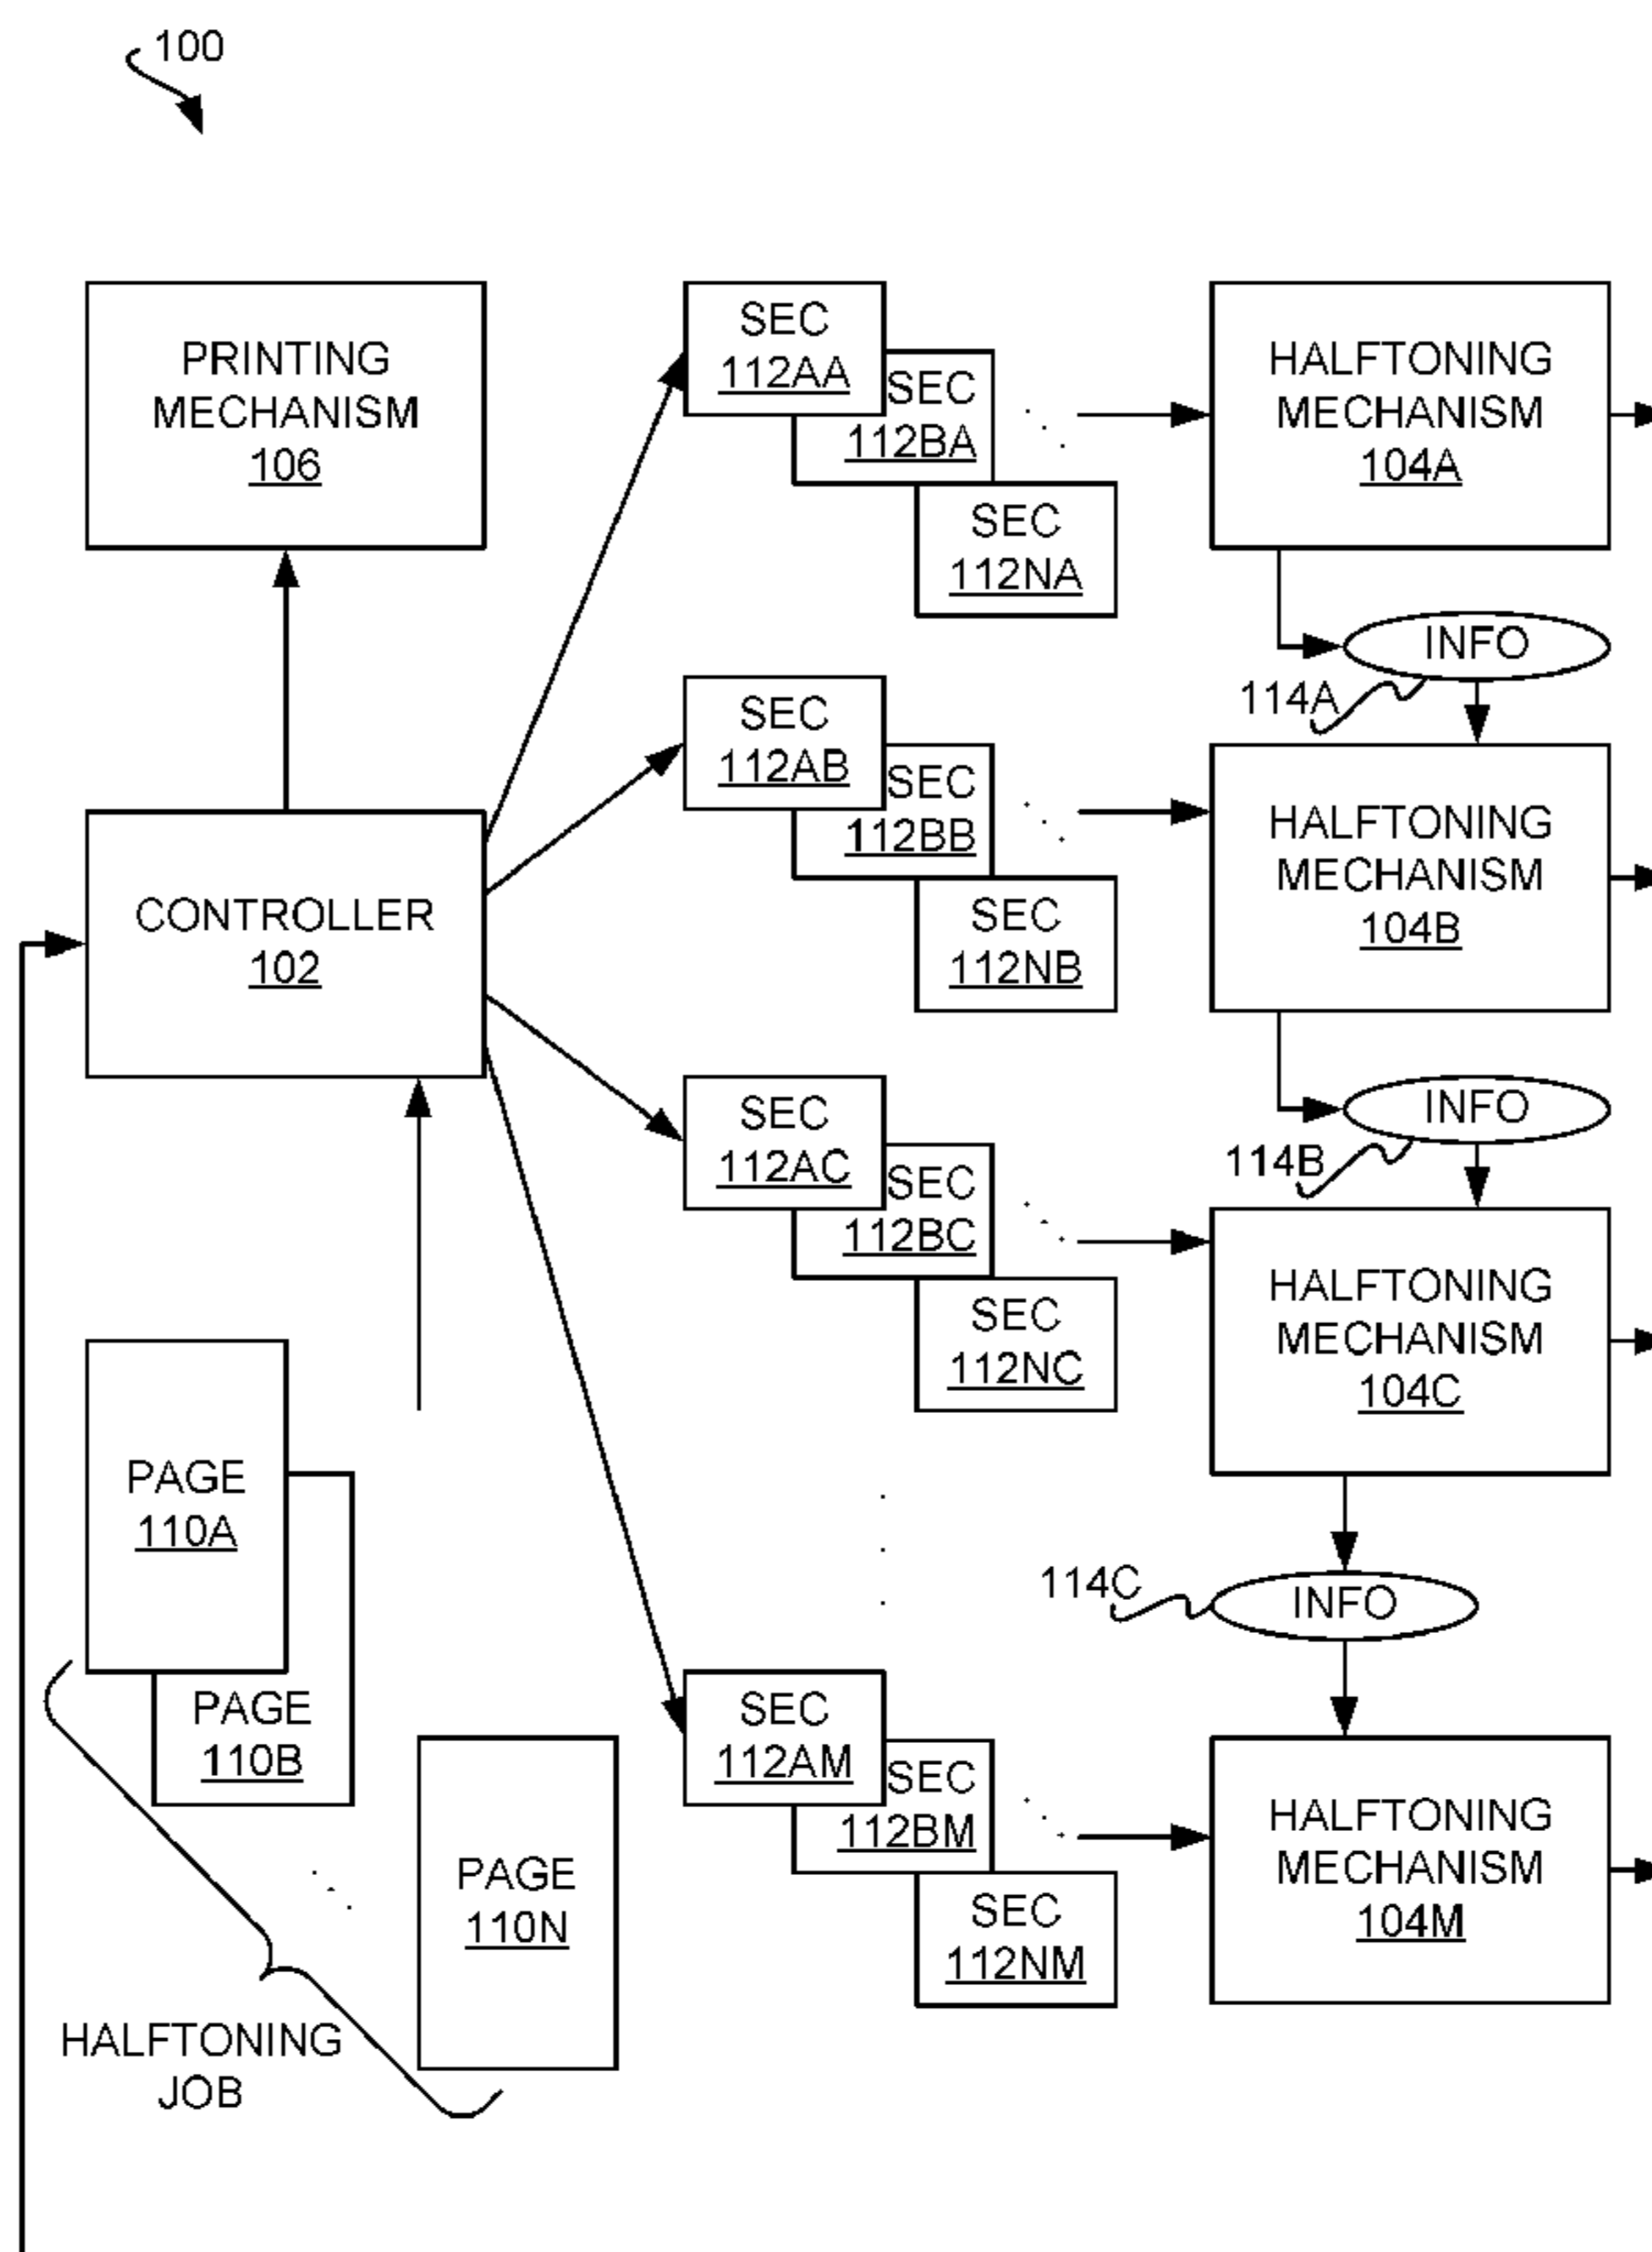 100
PRINTING
MECHANISM
106
CONTROLLER
102
PAGE
110A
PAGE
110B
PAGE
110N
HALFTONING
JOB
SEC
112AA
SEC
112BA
SEC
112NA
SEC
112AB
SEC
112BB
SEC
112NB
SEC
112AC
SEC
112BC
SEC
112NC
SEC
112AM
SEC
112BM
SEC
112NM
HALFTONING
MECHANISM
104A
INFO
114A
HALFTONING
MECHANISM
104B
INFO
114B
HALFTONING
MECHANISM
104C
114C
INFO
HALFTONING
MECHANISM
104M